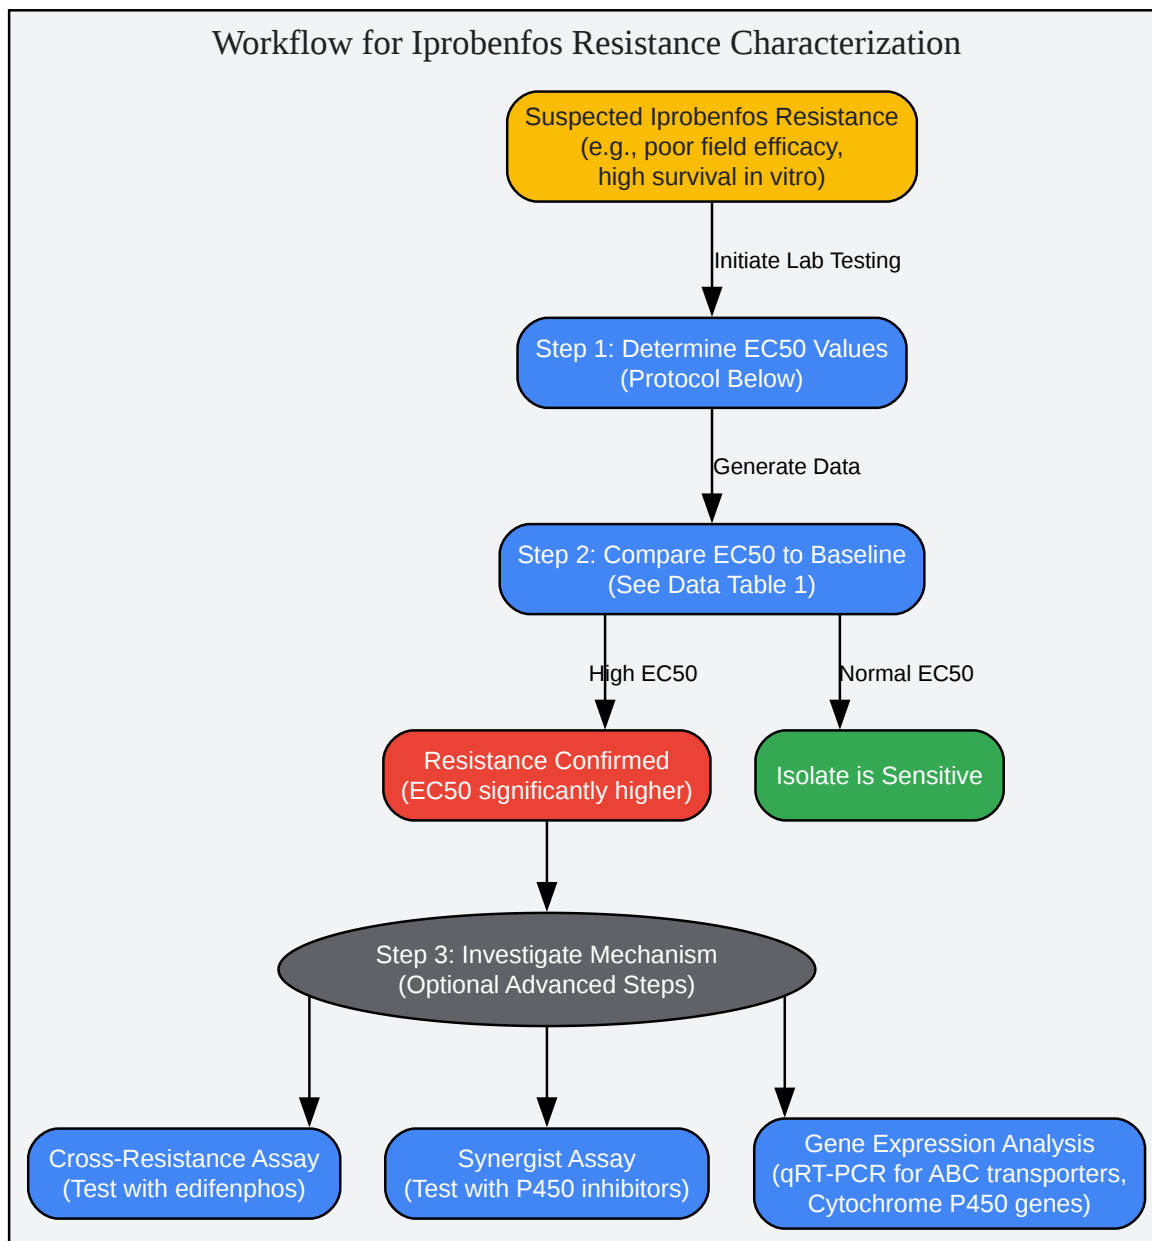 Workflow for Iprobenfos Resistance Characterization
Suspected Iprobenfos Resistance
(e.g., poor field efficacy,
high survival in vitro)
Initiate Lab Testing
Step 1: Determine EC50 Values
(Protocol Below)
Generate Data
Step 2: Compare EC50 to Baseline
(See Data Table 1)
High EC50
Normal EC50
Resistance Confirmed
(EC50 significantly higher)
Isolate is Sensitive
Step 3: Investigate Mechanism
(Optional Advanced Steps)
Cross-Resistance Assay
(Test with edifenphos)
Synergist Assay
(Test with P450 inhibitors)
Gene Expression Analysis
(qRT-PCR for ABC transporters,
Cytochrome P450 genes)